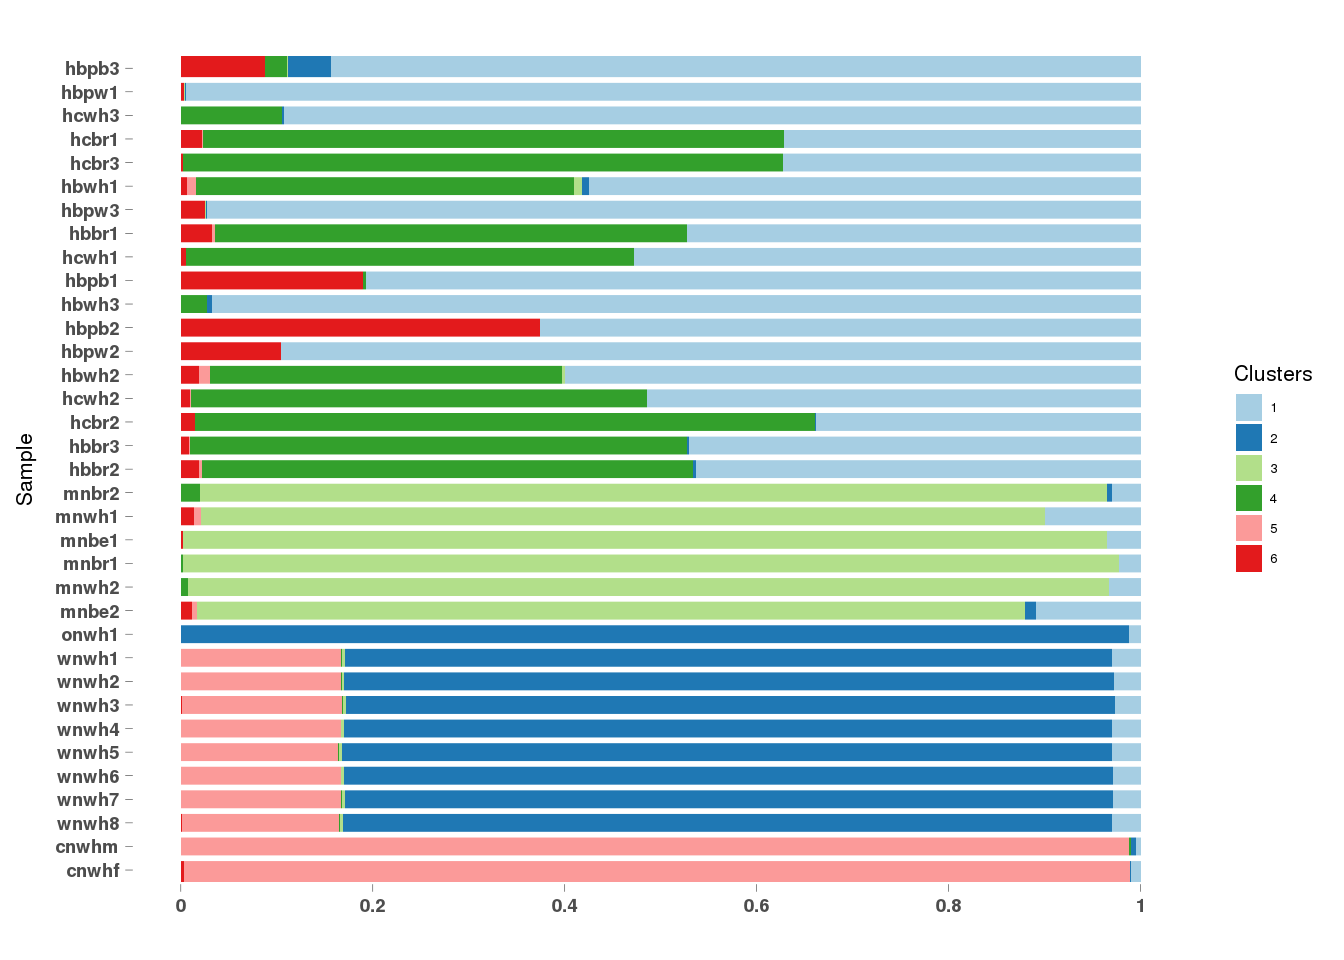 hbpb3
hbpw1
hcwh3
hcbr1
hcbr3
hbwh1
hbpw3
hbbr1
hcwh1
hbpb1
hbwh3
hbpb2
hbpw2
hbwh2
hcwh2
hcbr2
hbbr3
hbbr2
mnbr2
mnwh1
mnbe1
mnbr1
mnwh2
mnbe2
onwh1
wnwh1
wnwh2
wnwh3
wnwh4
wnwh5
wnwh6
wnwh7
wnwh8
cnwhm
cnwhf
Sample
0 0.2 0.4 0.6 0.8 1
Clusters
1
2
3
4
5
6